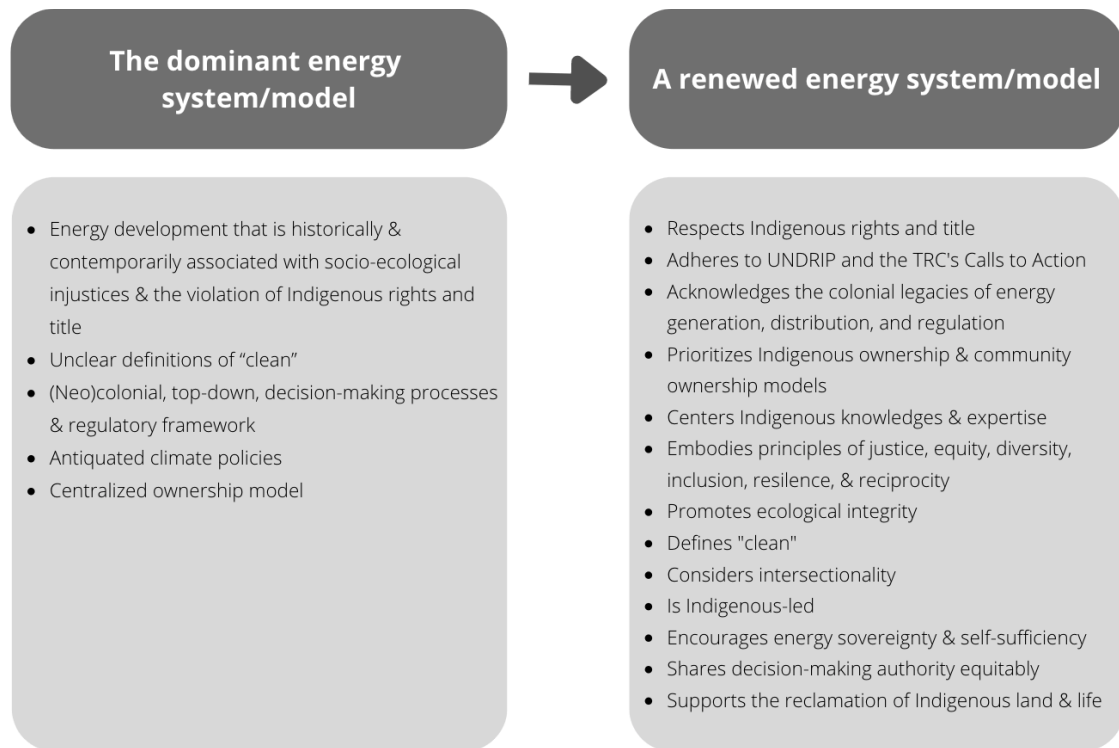 The dominant energy
system/model
A renewed energy system/model
• Energy development that is historically &
contemporarily associated with socio-ecological
injustices & the violation of Indigenous rights and
title
• Unclear definitions of “clean”
• (Neo)colonial, top-down, decision-making processes
& regulatory framework
• Antiquated climate policies
• Centralized ownership model
• Respects Indigenous rights and title
• Adheres to UNDRIP and the TRC's Calls to Action
• Acknowledges the colonial legacies of energy
generation, distribution, and regulation
• Prioritizes Indigenous ownership & community
ownership models
• Centers Indigenous knowledges & expertise
• Embodies principles of justice, equity, diversity,
inclusion, resilence, & reciprocity
• Promotes ecological integrity
• Defines "clean"
• Considers intersectionality
• Is Indigenous-led
• Encourages energy sovereignty & self-sufficiency
• Shares decision-making authority equitably
• Supports the reclamation of Indigenous land & life